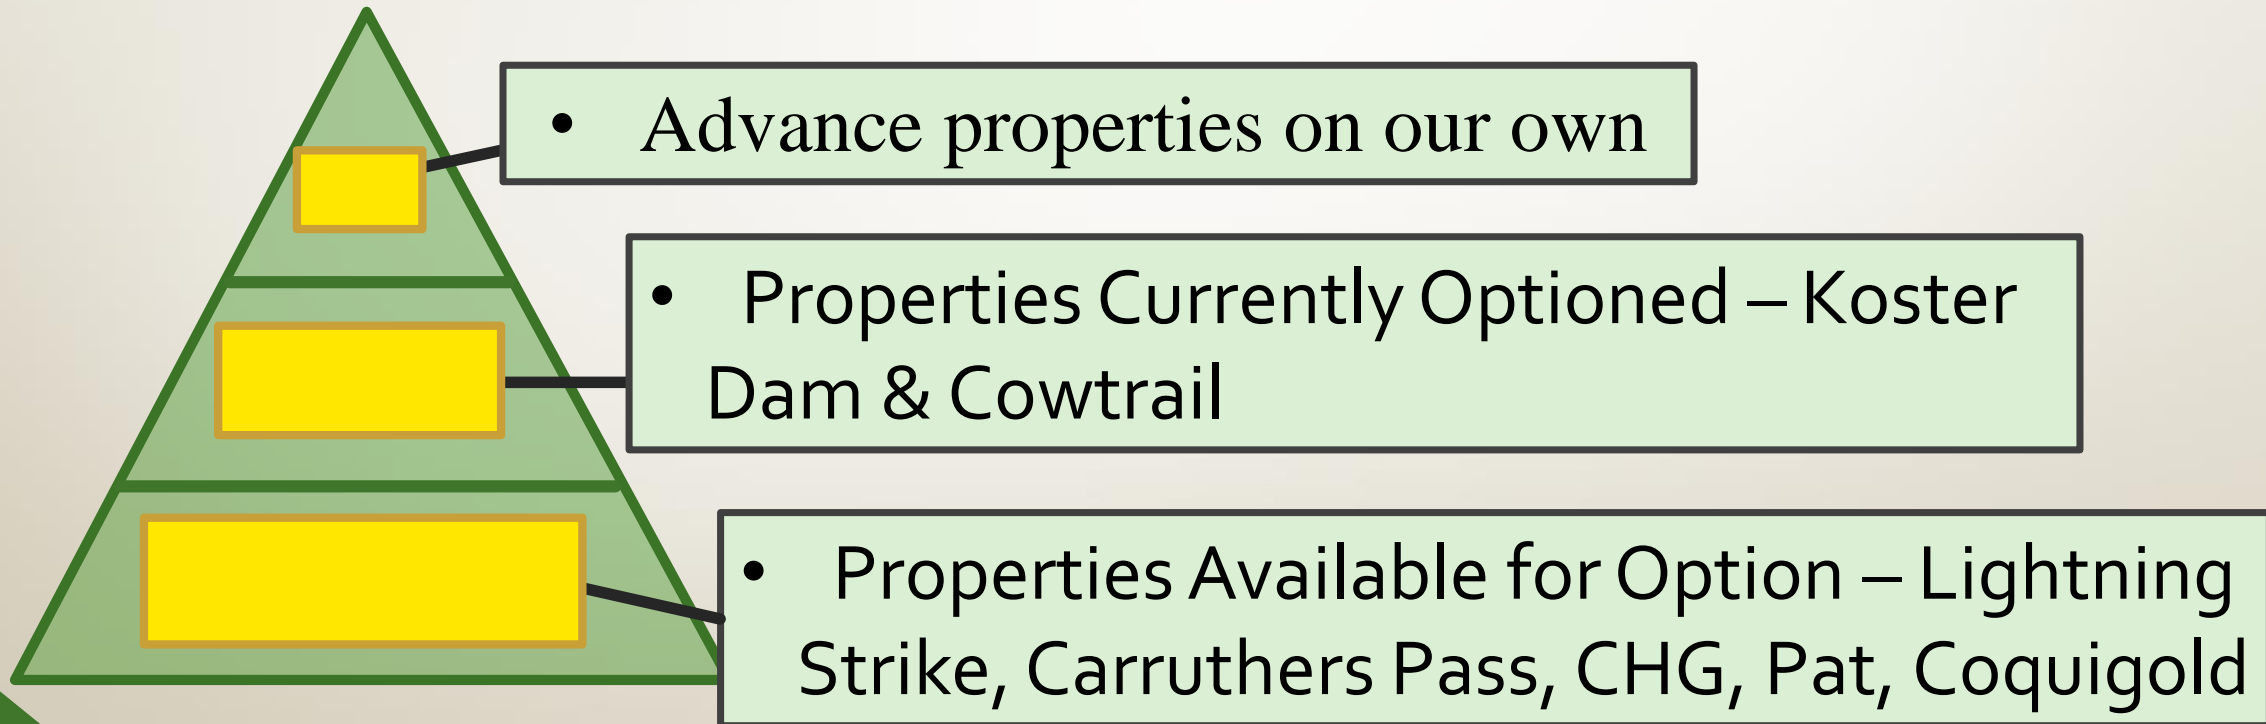 • Advance properties on our own
• Properties Currently Optioned – Koster
Dam & Cowtrail
• Properties Available for Option – Lightning
Strike, Carruthers Pass, CHG, Pat, Coquigold